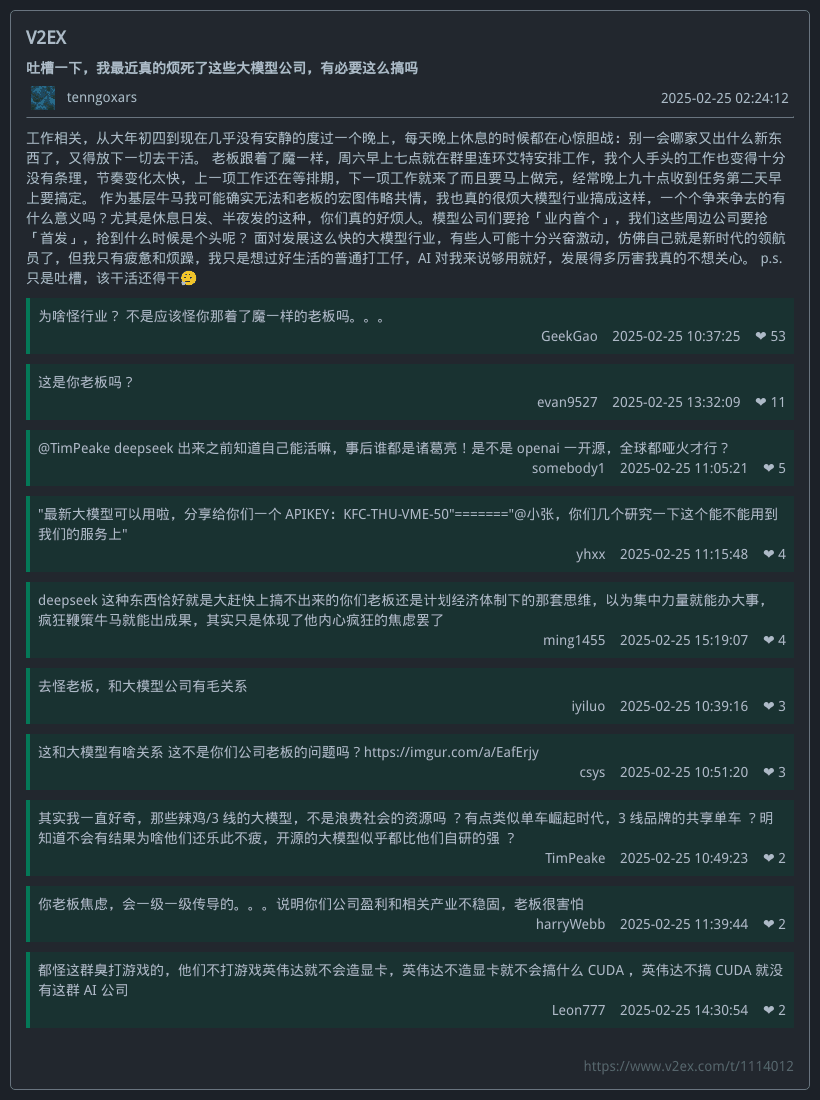 V2EX
吐槽一下，我最近真的烦死了这些大模型公司，有必要这么搞吗
tenngoxars 2025-02-25 02:24:12
工作相关，从大年初四到现在几乎没有安静的度过一个晚上，每天晚上休息的时候都在心惊胆战：别一会哪家又出什么新东
西了，又得放下一切去干活。 老板跟着了魔一样，周六早上七点就在群里连环艾特安排工作，我个人手头的工作也变得十分
没有条理，节奏变化太快，上一项工作还在等排期，下一项工作就来了而且要马上做完，经常晚上九十点收到任务第二天早
上要搞定。 作为基层牛马我可能确实无法和老板的宏图伟略共情，我也真的很烦大模型行业搞成这样，一个个争来争去的有
什么意义吗？尤其是休息日发、半夜发的这种，你们真的好烦人。模型公司们要抢「业内首个」，我们这些周边公司要抢
「首发」，抢到什么时候是个头呢？ 面对发展这么快的大模型行业，有些人可能十分兴奋激动，仿佛自己就是新时代的领航
员了，但我只有疲惫和烦躁，我只是想过好生活的普通打工仔，AI 对我来说够用就好，发展得多厉害我真的不想关心。 p.s.
只是吐槽，该干活还得干😮‍💨
为啥怪行业？ 不是应该怪你那着了魔一样的老板吗。。。
GeekGao 2025-02-25 10:37:25 ❤ 53
这是你老板吗？
evan9527 2025-02-25 13:32:09 ❤ 11
@TimPeake deepseek 出来之前知道自己能活嘛，事后谁都是诸葛亮！是不是 openai 一开源，全球都哑火才行？
somebody1 2025-02-25 11:05:21 ❤ 5
"最新大模型可以用啦，分享给你们一个 APIKEY：KFC-THU-VME-50"======="@小张，你们几个研究一下这个能不能用到
我们的服务上"
yhxx 2025-02-25 11:15:48 ❤ 4
deepseek 这种东西恰好就是大赶快上搞不出来的你们老板还是计划经济体制下的那套思维，以为集中力量就能办大事，
疯狂鞭策牛马就能出成果，其实只是体现了他内心疯狂的焦虑罢了
ming1455 2025-02-25 15:19:07 ❤ 4
去怪老板，和大模型公司有毛关系
iyiluo 2025-02-25 10:39:16 ❤ 3
这和大模型有啥关系 这不是你们公司老板的问题吗？https://imgur.com/a/EafErjy
csys 2025-02-25 10:51:20 ❤ 3
其实我一直好奇，那些辣鸡/3 线的大模型，不是浪费社会的资源吗 ？有点类似单车崛起时代，3 线品牌的共享单车 ？明
知道不会有结果为啥他们还乐此不疲，开源的大模型似乎都比他们自研的强 ？
TimPeake 2025-02-25 10:49:23 ❤ 2
你老板焦虑，会一级一级传导的。。。说明你们公司盈利和相关产业不稳固，老板很害怕
harryWebb 2025-02-25 11:39:44 ❤ 2
都怪这群臭打游戏的，他们不打游戏英伟达就不会造显卡，英伟达不造显卡就不会搞什么 CUDA ，英伟达不搞 CUDA 就没
有这群 AI 公司
Leon777 2025-02-25 14:30:54 ❤ 2
https://www.v2ex.com/t/1114012